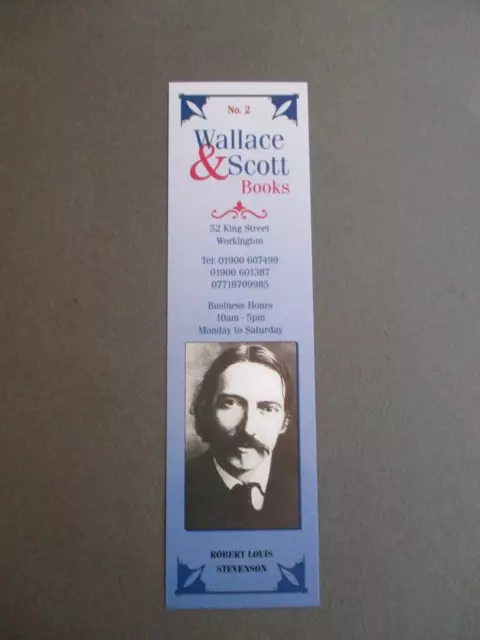 No. 2
Wallace
& Scott
Books
52 King Street
Workington
Tel: 01900 607499
01900 601387
07718709985
Business Hours
10am - 5pm
Monday to Saturday
ROBERT LOUIS
STEVENSON